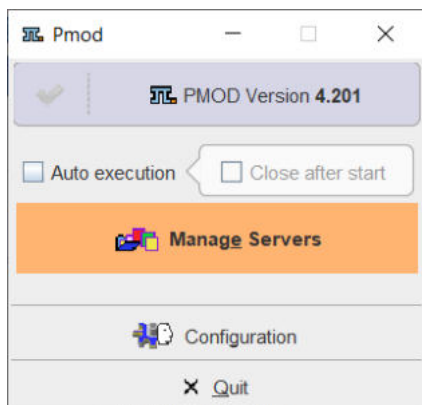 Pmod
PMOD Version 4.201
Auto execution
Close after start
Manage Servers
Configuration
Quit